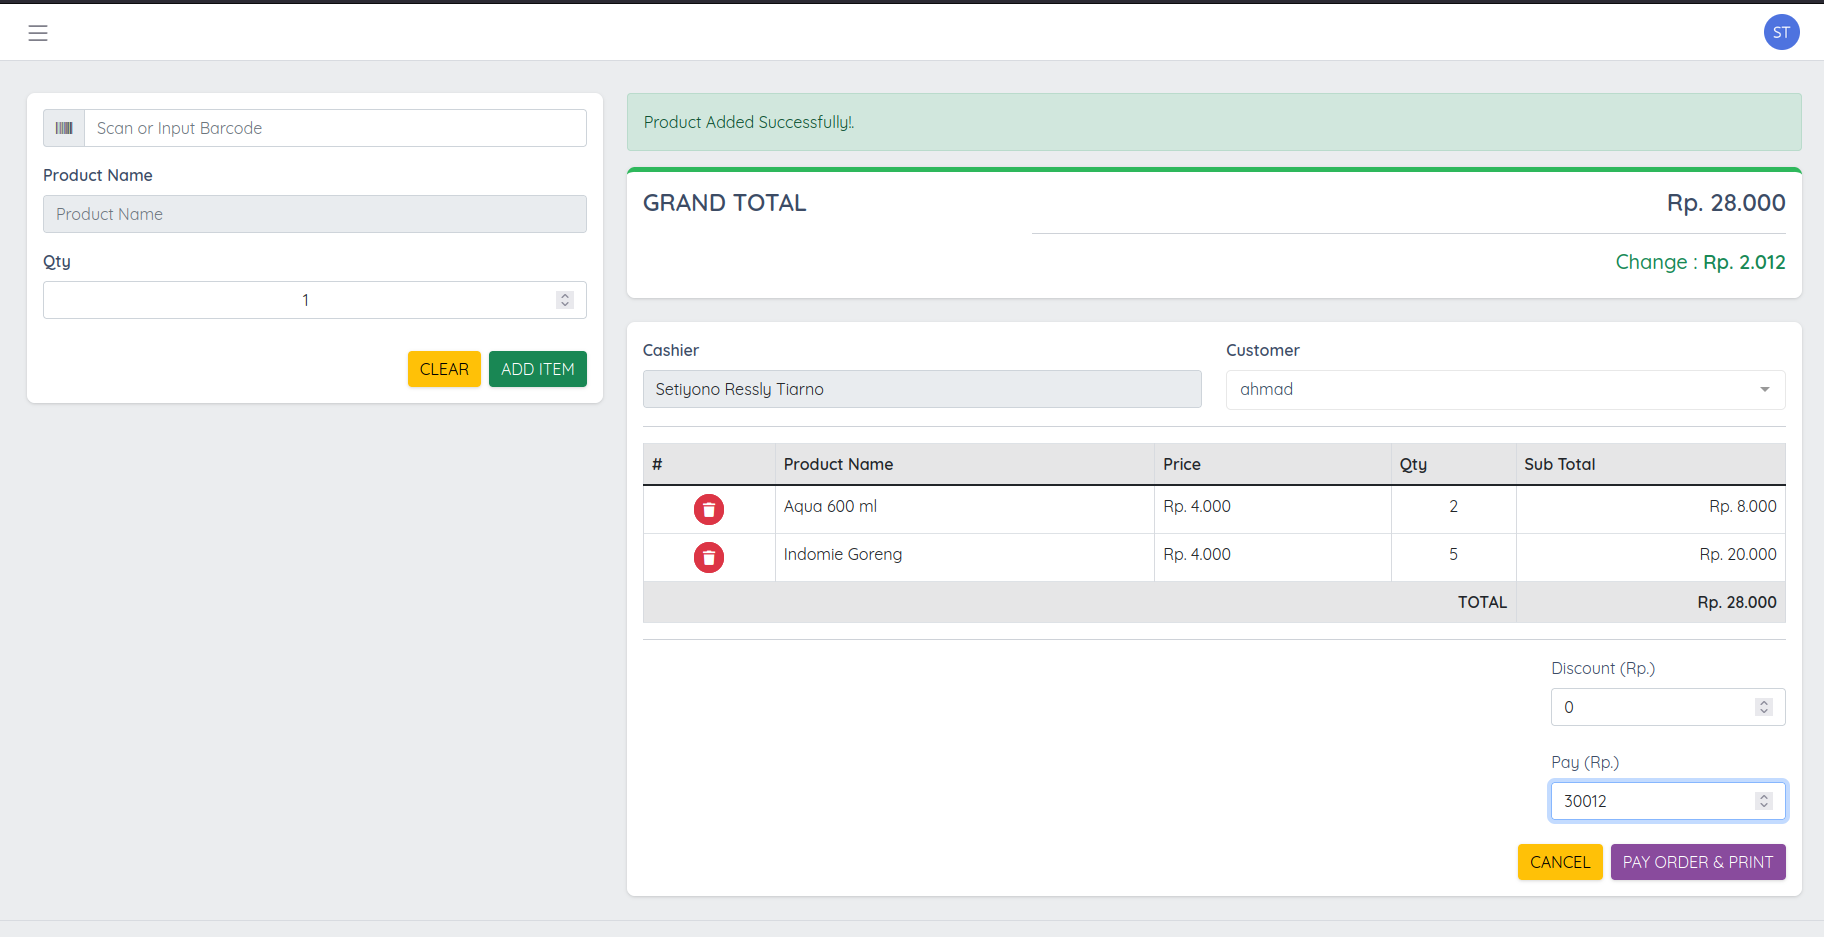 ST
Scan or Input Barcode
Product Name
Product Name
Qty
1
CLEAR ADD ITEM
Product Added Successfully!.
GRAND TOTAL Rp. 28.000
Change : Rp. 2.012
Cashier Customer
Setiyono Ressly Tiarno ahmad
# Product Name Price Qty Sub Total
Aqua 600 ml Rp. 4.000 2 Rp. 8.000
Indomie Goreng Rp. 4.000 5 Rp. 20.000
TOTAL Rp. 28.000
Discount (Rp.)
0
Pay (Rp.)
30012
CANCEL PAY ORDER & PRINT